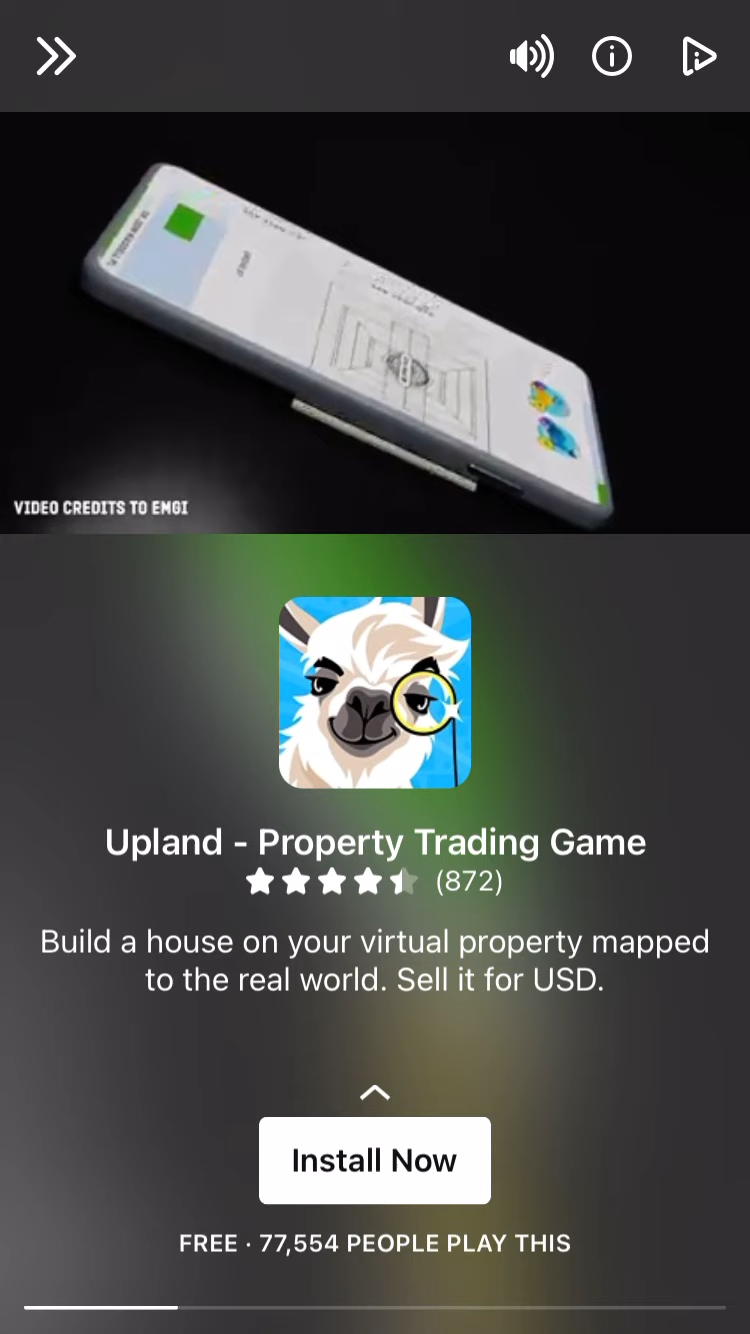 VIDEO CREDITS TO EMGI
Upland - Property Trading Game
(872)
Build a house on your virtual property mapped
to the real world. Sell it for USD.
Install Now
FREE · 77,554 PEOPLE PLAY THIS